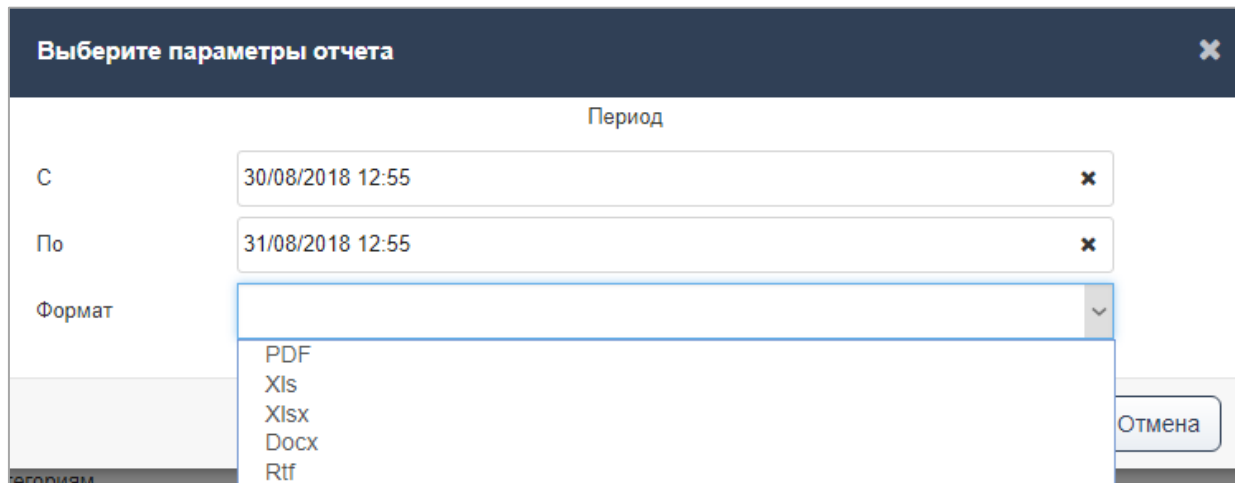 Выберите параметры отчета
Период
С 30/08/2018 12:55
По 31/08/2018 12:55
Формат
PDF
Xls
Xlsx
Docx
Rtf
Отмена